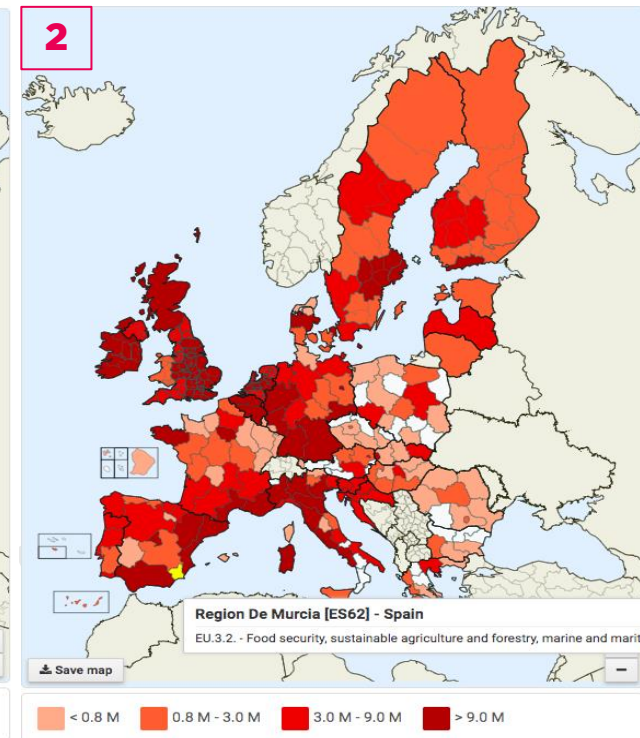 2
Region De Murcia [ES62] - Spain
EU.3.2. - Food security, sustainable agriculture and forestry, marine and marit
Save map
−
< 0.8 M
0.8 M - 3.0 M
3.0 M - 9.0 M
> 9.0 M